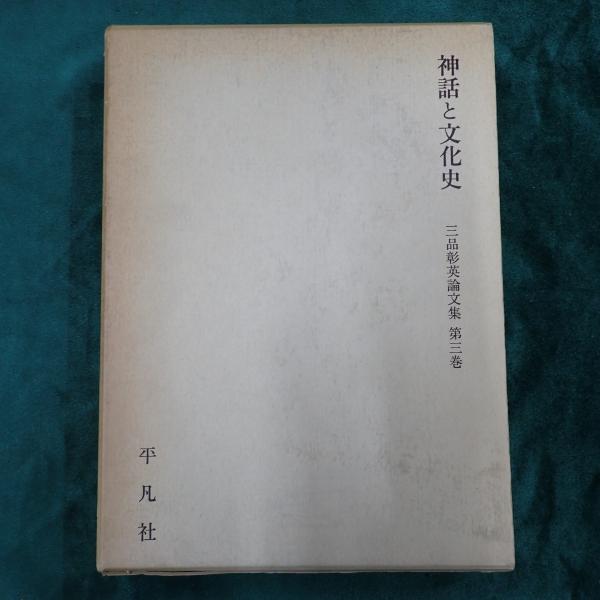 神話と文化史
三品彰英論文集 第三巻
平凡社